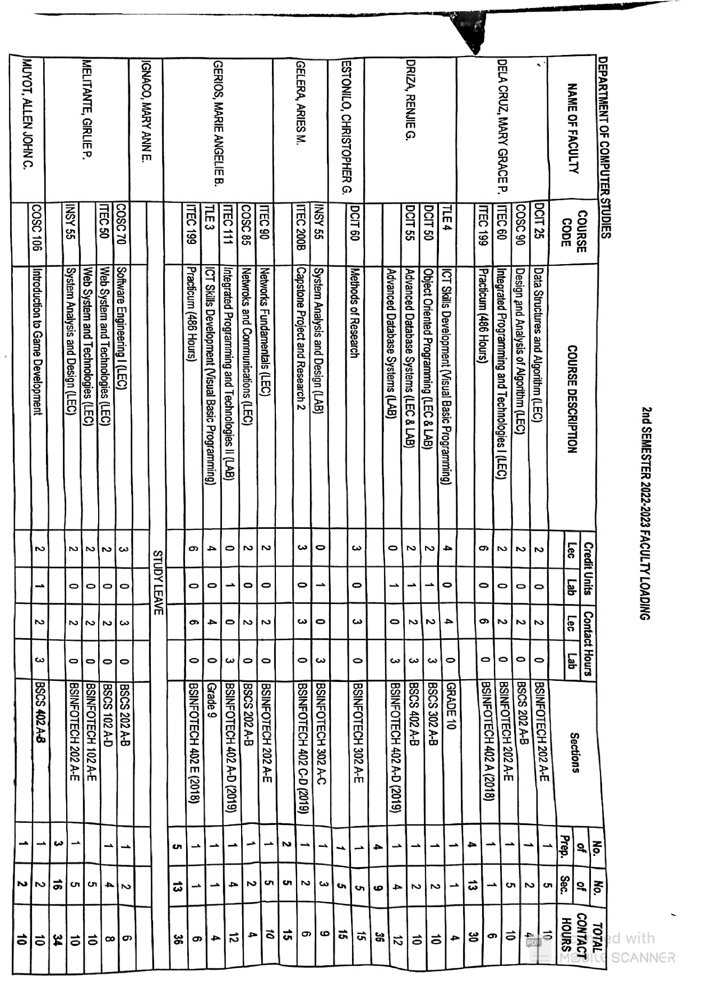 2nd SEMESTER 2022-2023 FACULTY LOADING
DEPARTMENT OF COMPUTER STUDIES
NAME OF FACULTY COURSE CODE COURSE DESCRIPTION Credit Units Contact Hours Sections No. of Prep. No. of Sec. TOTAL CONTACT HOURS
Lec Lab Lec Lab
DELA CRUZ, MARY GRACE P.
DCIT 25 Data Structures and Algorithm (LEC) 2 0 2 0 BSINFOTECH 202 A-E 1 5 10
COSC 90 Design and Analysis of Algorithm (LEC) 2 0 2 0 BSCS 202 A-B 1 2 4
ITEC 60 Integrated Programming and Technologies I (LEC) 2 0 2 0 BSINFOTECH 202 A-E 1 5 10
ITEC 199 Practicum (486 Hours) 6 0 6 0 BSINFOTECH 402 A (2018) 1 1 6
4 13 30
DRIZA, RENJIE G.
TLE 4 ICT Skills Development (Visual Basic Programming) 4 0 4 0 GRADE 10 1 1 4
DCIT 50 Object Oriented Programming (LEC & LAB) 2 1 2 3 BSCS 302 A-B 1 2 10
DCIT 55 Advanced Database Systems (LEC & LAB) 2 1 2 3 BSCS 402 A-B 1 2 10
Advanced Database Systems (LAB) 0 1 0 3 BSINFOTECH 402 A-D (2019) 1 4 12
4 9 36
ESTONILO, CHRISTOPHER G.
DCIT 60 Methods of Research 3 0 3 0 BSINFOTECH 302 A-E 1 5 15
1 5 15
GELERA, ARIES M.
INSY 55 System Analysis and Design (LAB) 0 1 0 3 BSINFOTECH 302 A-C 1 3 9
ITEC 200B Capstone Project and Research 2 3 0 3 0 BSINFOTECH 402 C-D (2019) 1 2 6
2 5 15
GERIOS, MARIE ANGELIE B.
ITEC 90 Networks Fundamentals (LEC) 2 0 2 0 BSINFOTECH 202 A-E 1 5 10
COSC 85 Netwroks and Communications (LEC) 2 0 2 0 BSCS 202 A-B 1 2 4
ITEC 111 Integrated Programming and Technologies II (LAB) 0 1 0 3 BSINFOTECH 402 A-D (2019) 1 4 12
TLE 3 ICT Skills Development (Visual Basic Programming) 4 0 4 0 Grade 9 1 1 4
ITEC 199 Practicum (486 Hours) 6 0 6 0 BSINFOTECH 402 E (2018) 1 1 6
5 13 36
IGNACO, MARY ANN E.
STUDY LEAVE
MELITANTE, GIRLIE P.
COSC 70 Software Engineering I (LEC) 3 0 3 0 BSCS 202 A-B 1 2 6
ITEC 50 Web System and Technologies (LEC) 2 0 2 0 BSCS 102 A-D 1 4 8
Web System and Technologies (LEC) 2 0 2 0 BSINFOTECH 102 A-E 5 10
INSY 55 System Analysis and Design (LEC) 2 0 2 0 BSINFOTECH 202 A-E 1 5 10
3 16 34
MUYOT, ALLEN JOHN C.
COSC 106 Introduction to Game Development 2 1 2 3 BSCS 402 A-B 1 2 10
1 2 10
PDF
Scanned with
MOBILE SCANNER